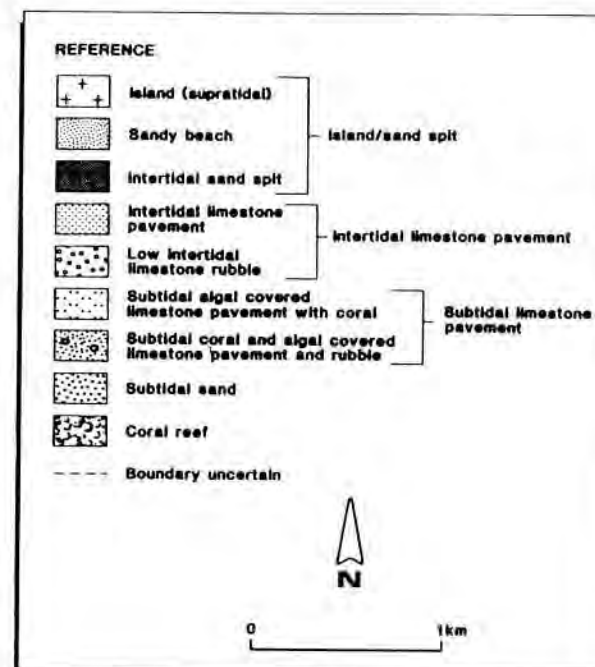 REFERENCE
Island (supratidal)
Sandy beach
Island/sand spit
Intertidal sand spit
Intertidal limestone
pavement
Intertidal limestone pavement
Low intertidal
limestone rubble
Subtidal algal covered
limestone pavement with coral
Subtidal limestone
pavement
Subtidal coral and algal covered
limestone pavement and rubble
Subtidal sand
Coral reef
Boundary uncertain
N
0 1km